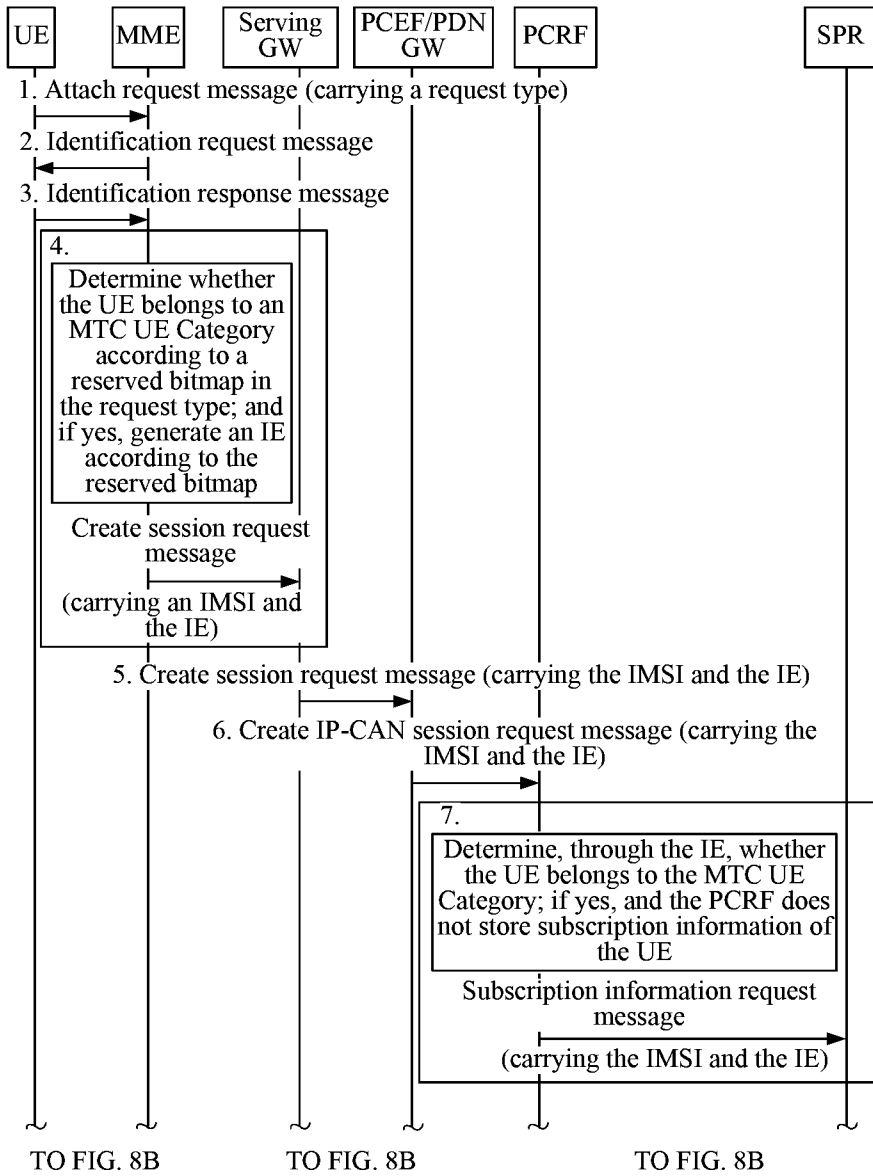 UE
MME
Serving
GW
PCEF/PDN
GW
PCRF
SPR
1. Attach request message (carrying a request type)
2. Identification request message
3. Identification response message
4.
Determine whether
the UE belongs to an
MTC UE Category
according to a
reserved bitmap in
the request type; and
if yes, generate an IE
according to the
reserved bitmap
Create session request
message
(carrying an IMSI and
the IE)
5. Create session request message (carrying the IMSI and the IE)
6. Create IP-CAN session request message (carrying the
IMSI and the IE)
7.
Determine, through the IE, whether
the UE belongs to the MTC UE
Category; if yes, and the PCRF does
not store subscription information of
the UE
Subscription information request
message
(carrying the IMSI and the IE)
TO FIG. 8B
TO FIG. 8B
TO FIG. 8B